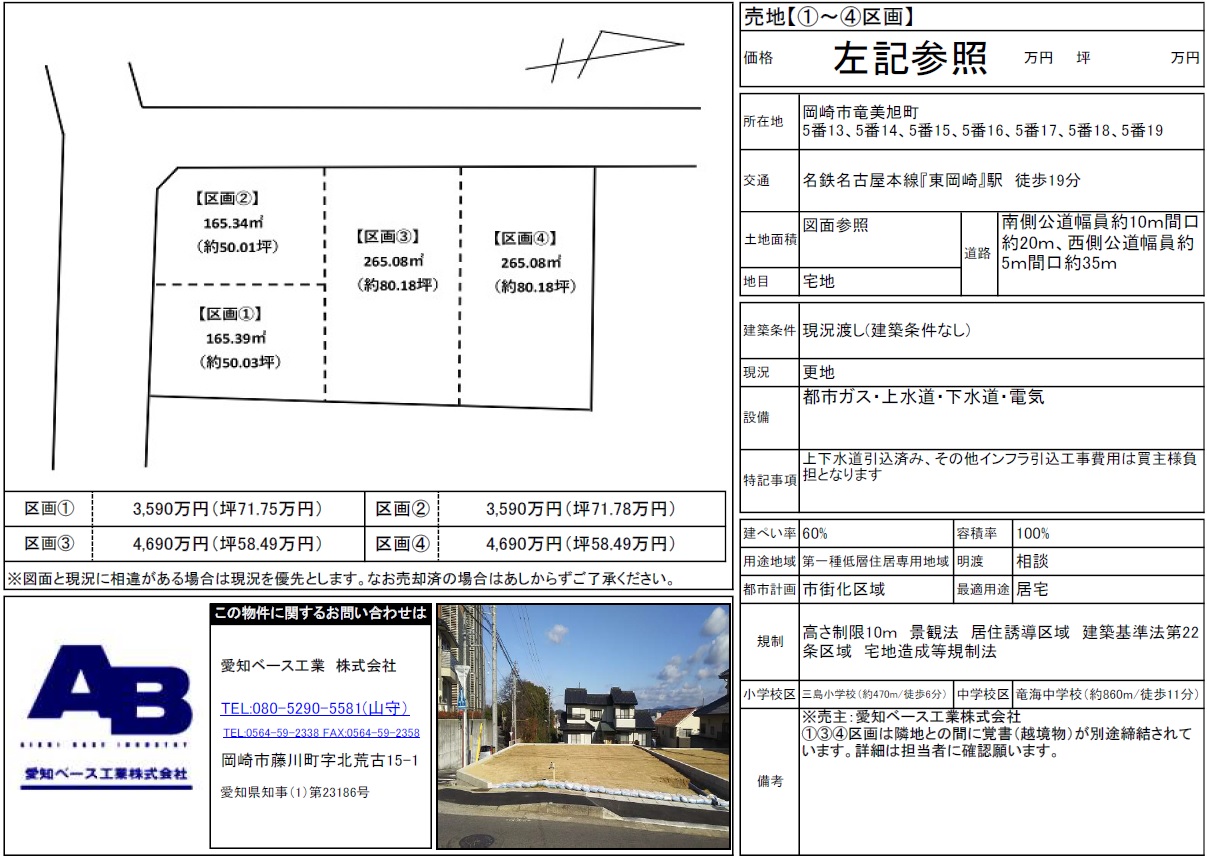 【区画②】
165.34㎡
(約50.01坪)
【区画①】
165.39㎡
(約50.03坪)
【区画③】
265.08㎡
(約80.18坪)
【区画④】
265.08㎡
(約80.18坪)
区画① 3,590万円(坪71.75万円) 区画② 3,590万円(坪71.78万円)
区画③ 4,690万円(坪58.49万円) 区画④ 4,690万円(坪58.49万円)
※図面と現況に相違がある場合は現況を優先とします。なお売却済の場合はあしからずご了承ください。
AB
AICHI BASE INDUSTRY
愛知ベース工業株式会社
この物件に関するお問い合わせは
愛知ベース工業 株式会社
TEL:080-5290-5581(山守)
TEL:0564-59-2338 FAX:0564-59-2358
岡崎市藤川町字北荒古15-1
愛知県知事(1)第23186号
売地【①～④区画】
価格 左記参照 万円 坪 万円
所在地 岡崎市竜美旭町
5番13、5番14、5番15、5番16、5番17、5番18、5番19
交通 名鉄名古屋本線『東岡崎』駅 徒歩19分
土地面積 図面参照
地目 宅地
道路 南側公道幅員約10m間口
約20m、西側公道幅員約
5m間口約35m
建築条件 現況渡し(建築条件なし)
現況 更地
設備 都市ガス・上水道・下水道・電気
特記事項 上下水道引込済み、その他インフラ引込工事費用は買主様負
担となります
建ぺい率 60% 容積率 100%
用途地域 第一種低層住居専用地域 明渡 相談
都市計画 市街化区域 最適用途 居宅
規制 高さ制限10m 景観法 居住誘導区域 建築基準法第22
条区域 宅地造成等規制法
小学校区 三島小学校(約470m/徒歩6分) 中学校区 竜海中学校(約860m/徒歩11分)
備考 ※売主:愛知ベース工業株式会社
①③④区画は隣地との間に覚書(越境物)が別途締結されて
います。詳細は担当者に確認願います。